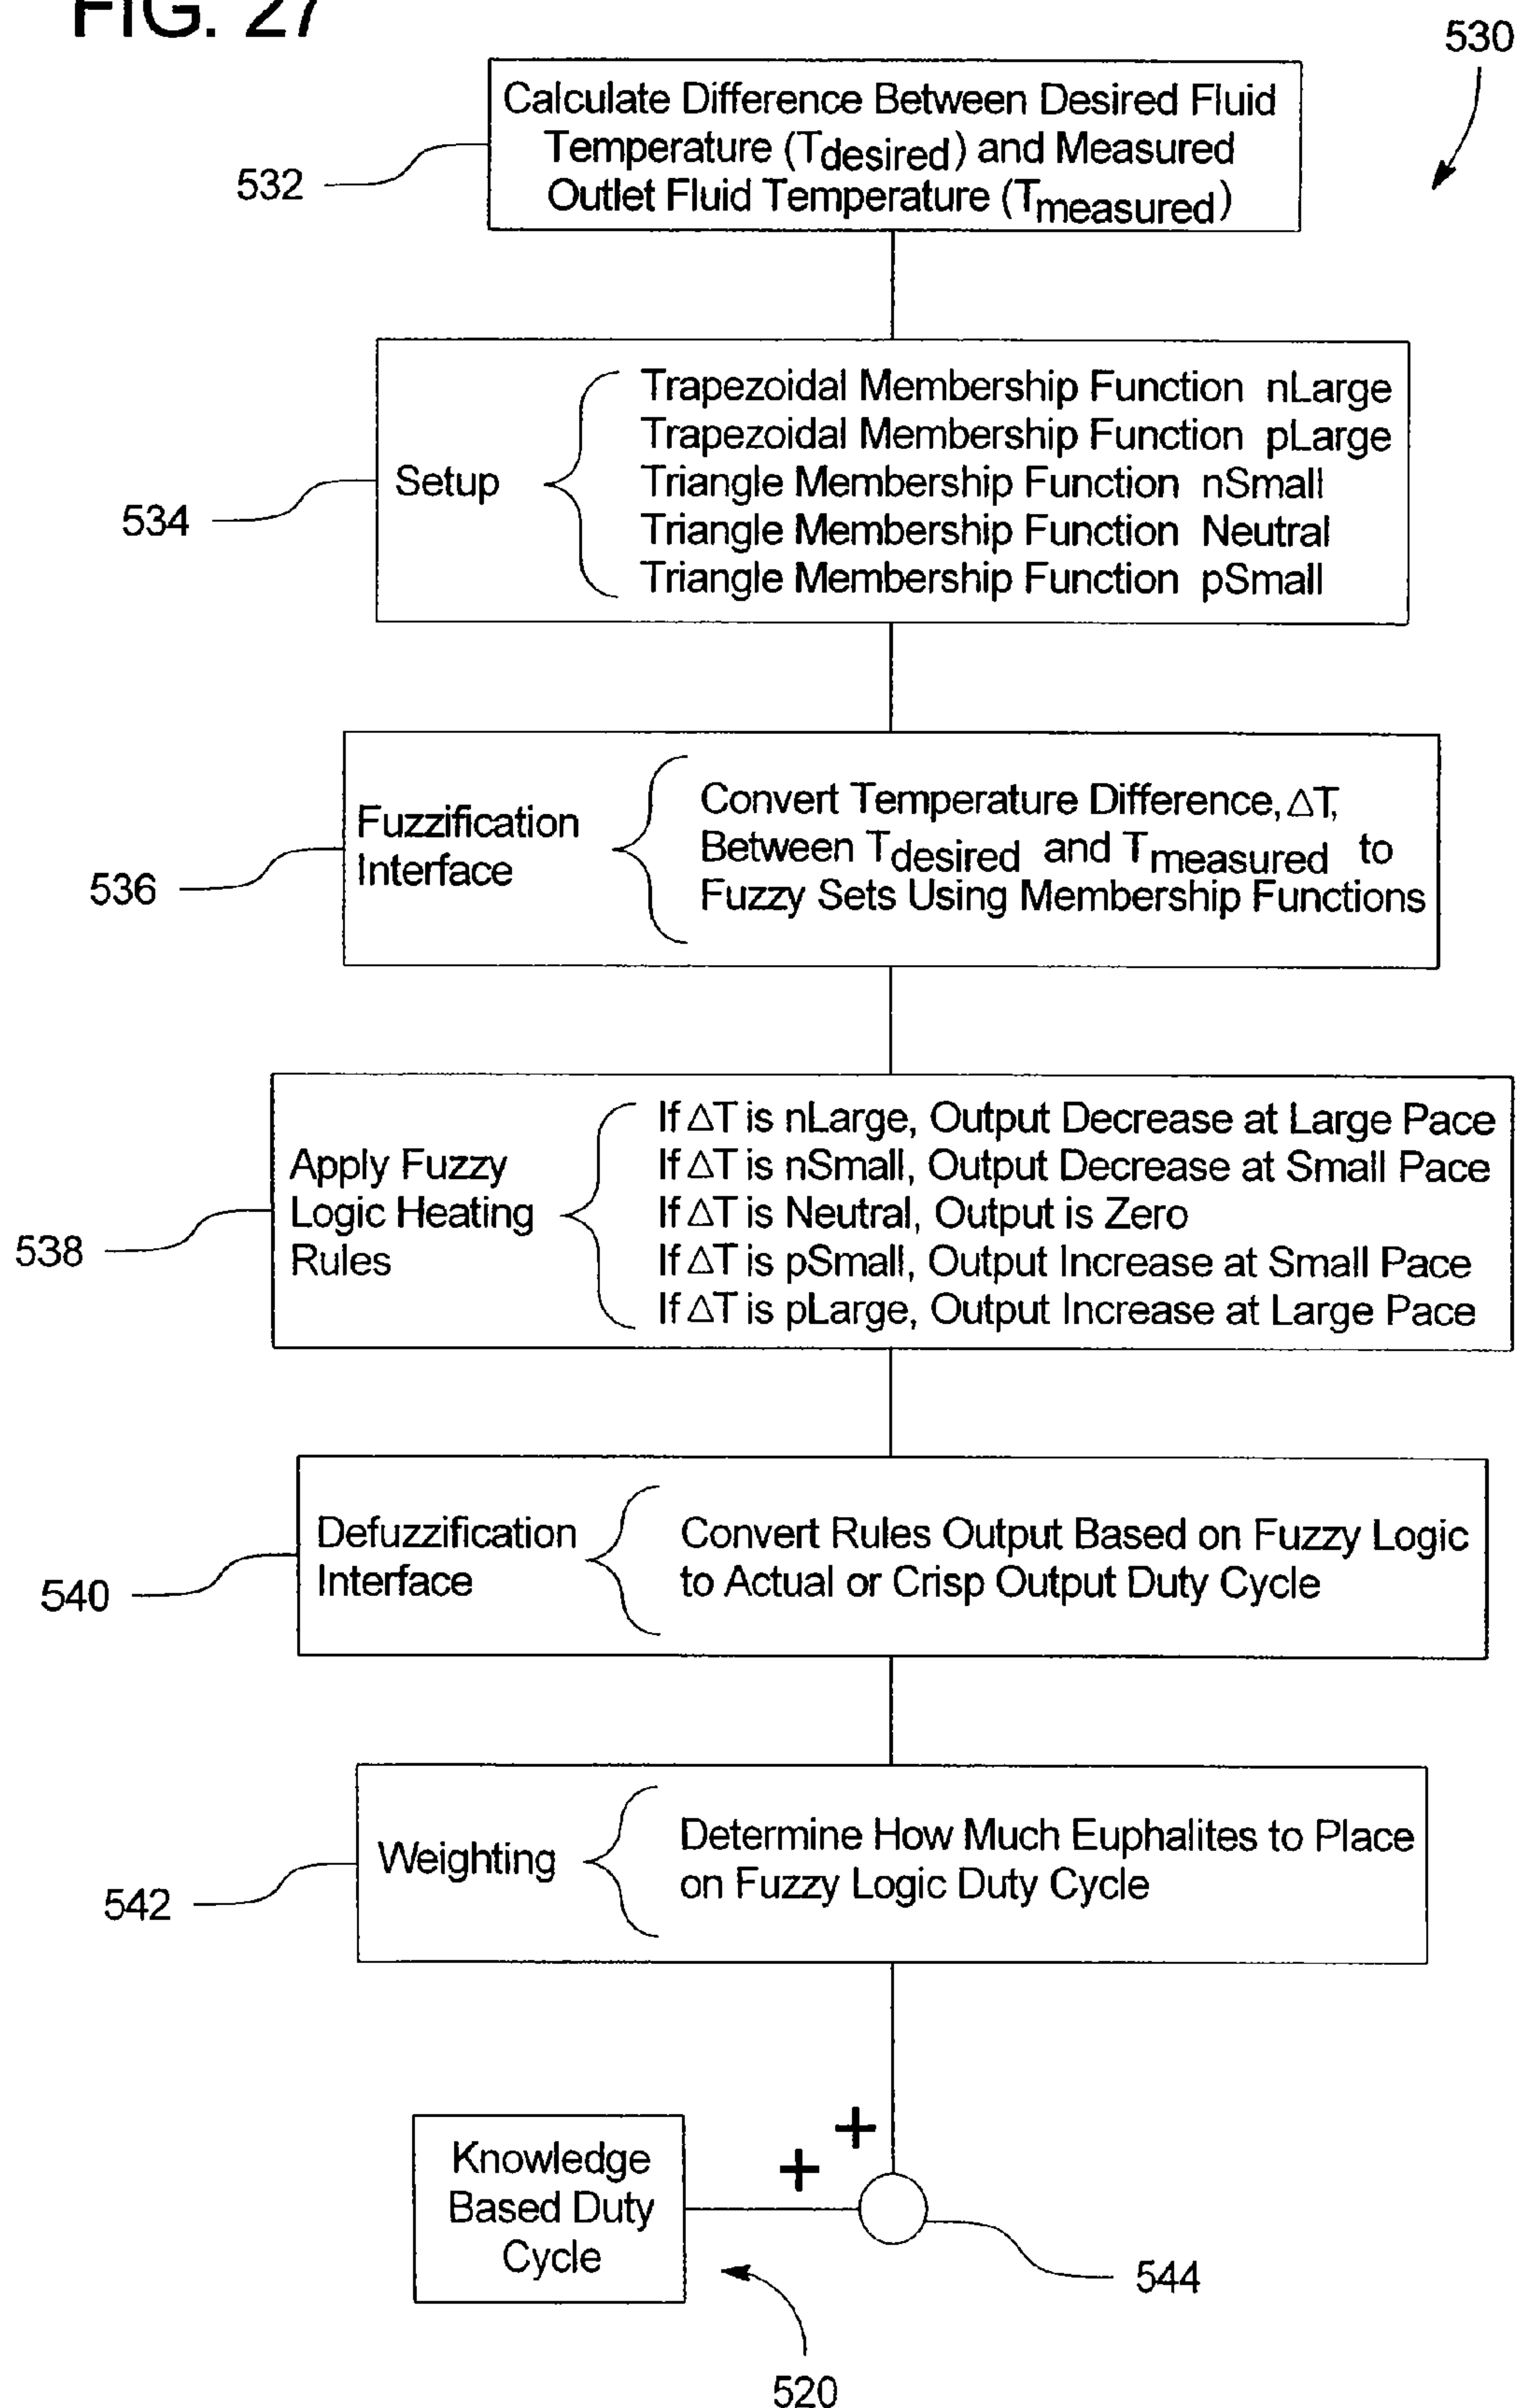 FIG. 27
530
Calculate Difference Between Desired Fluid
Temperature (Tdesired) and Measured
Outlet Fluid Temperature (Tmeasured)
532
Setup
Trapezoidal Membership Function nLarge
Trapezoidal Membership Function pLarge
Triangle Membership Function nSmall
Triangle Membership Function Neutral
Triangle Membership Function pSmall
534
Fuzzification
Interface
Convert Temperature Difference, △T,
Between Tdesired and Tmeasured to
Fuzzy Sets Using Membership Functions
536
Apply Fuzzy
Logic Heating
Rules
If △T is nLarge, Output Decrease at Large Pace
If △T is nSmall, Output Decrease at Small Pace
If △T is Neutral, Output is Zero
If △T is pSmall, Output Increase at Small Pace
If △T is pLarge, Output Increase at Large Pace
538
Defuzzification
Interface
Convert Rules Output Based on Fuzzy Logic
to Actual or Crisp Output Duty Cycle
540
Weighting
Determine How Much Euphalites to Place
on Fuzzy Logic Duty Cycle
542
+
+
Knowledge
Based Duty
Cycle
544
520